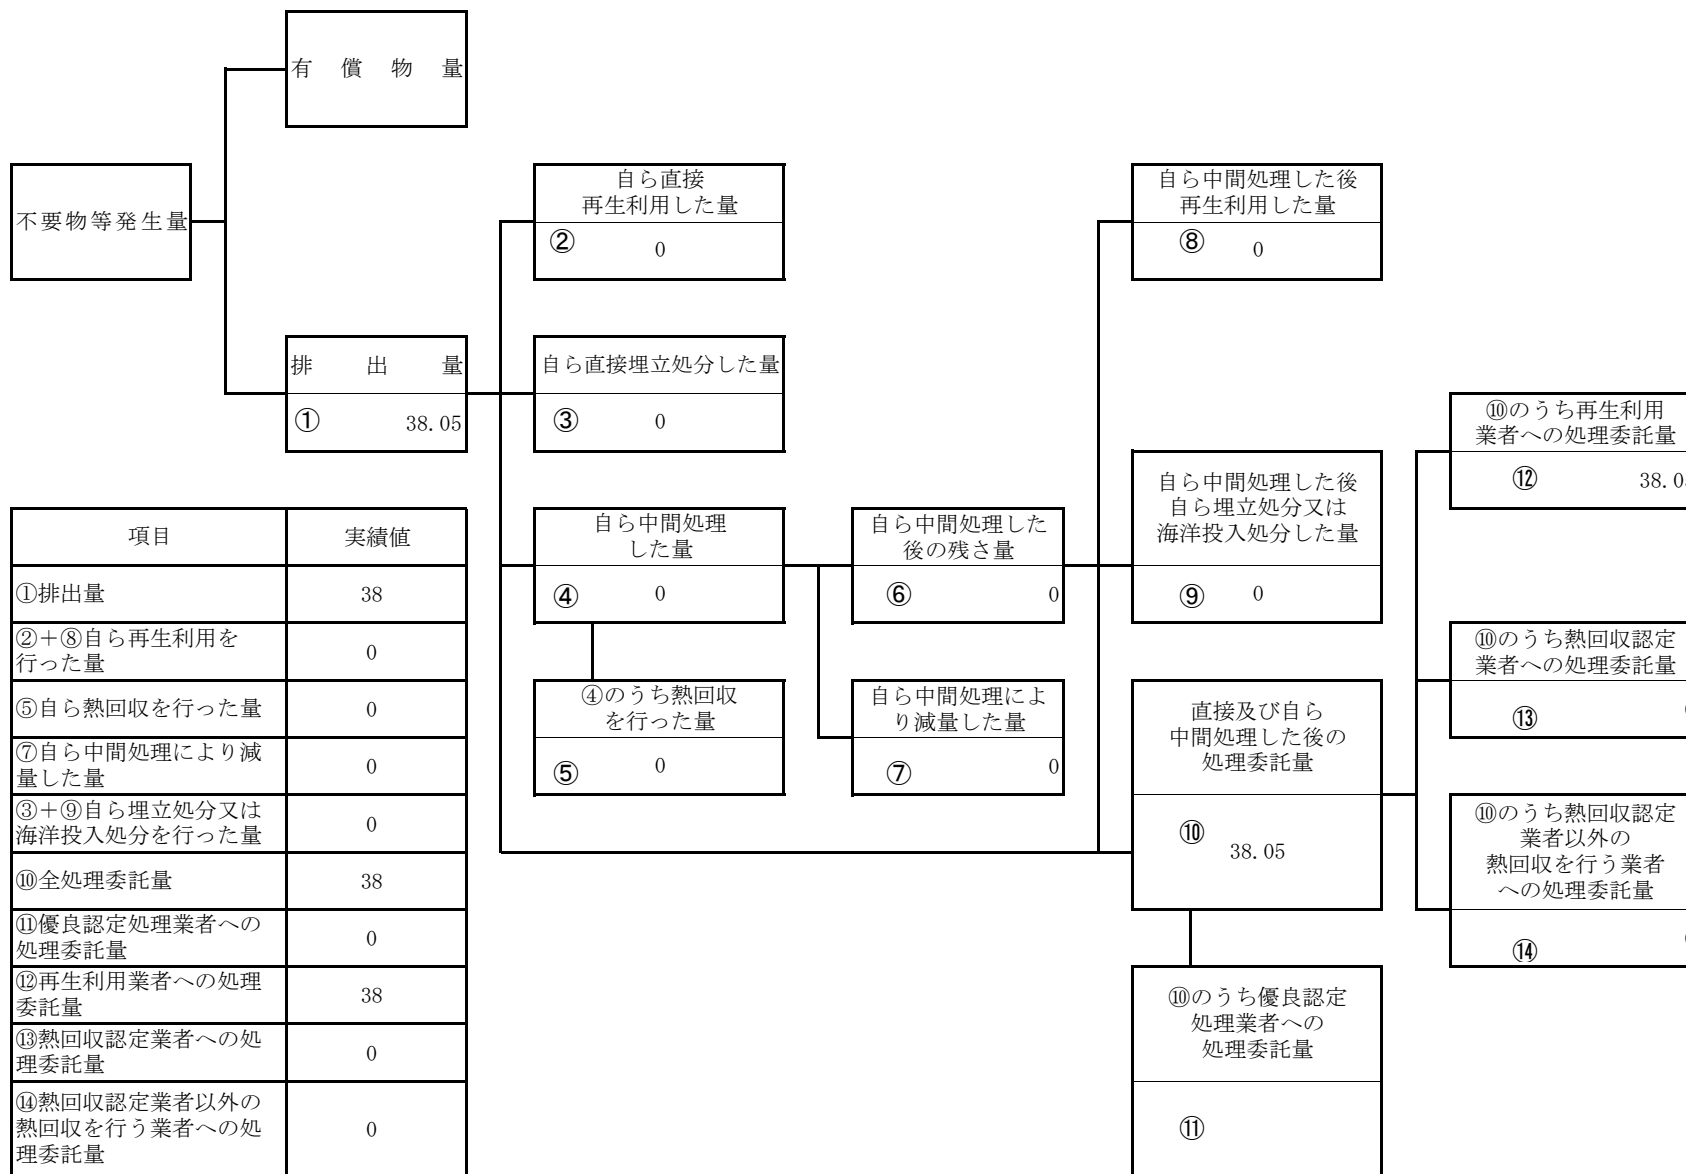 有償物量
不要物等発生量
排出量
① 38.05
自ら直接
再生利用した量
② 0
自ら直接埋立処分した量
③ 0
自ら中間処理
した量
④ 0
④のうち熱回収
を行った量
⑤ 0
自ら中間処理した
後の残さ量
⑥ 0
自ら中間処理によ
り減量した量
⑦ 0
自ら中間処理した後
再生利用した量
⑧ 0
自ら中間処理した後
自ら埋立処分又は
海洋投入処分した量
⑨ 0
直接及び自ら
中間処理した後の
処理委託量
⑩
38.05
⑩のうち優良認定
処理業者への
処理委託量
⑪
⑩のうち再生利用
業者への処理委託量
⑫
⑩のうち熱回収認定
業者への処理委託量
⑬
⑩のうち熱回収認定
業者以外の
熱回収を行う業者
への処理委託量
⑭
項目 実績値
①排出量 38
②+⑧自ら再生利用を
行った量 0
⑤自ら熱回収を行った量 0
⑦自ら中間処理により減
量した量 0
③+⑨自ら埋立処分又は
海洋投入処分を行った量 0
⑩全処理委託量 38
⑪優良認定処理業者への
処理委託量 0
⑫再生利用業者への処理
委託量 38
⑬熱回収認定業者への処
理委託量 0
⑭熱回収認定業者以外の
熱回収を行う業者への処
理委託量 0